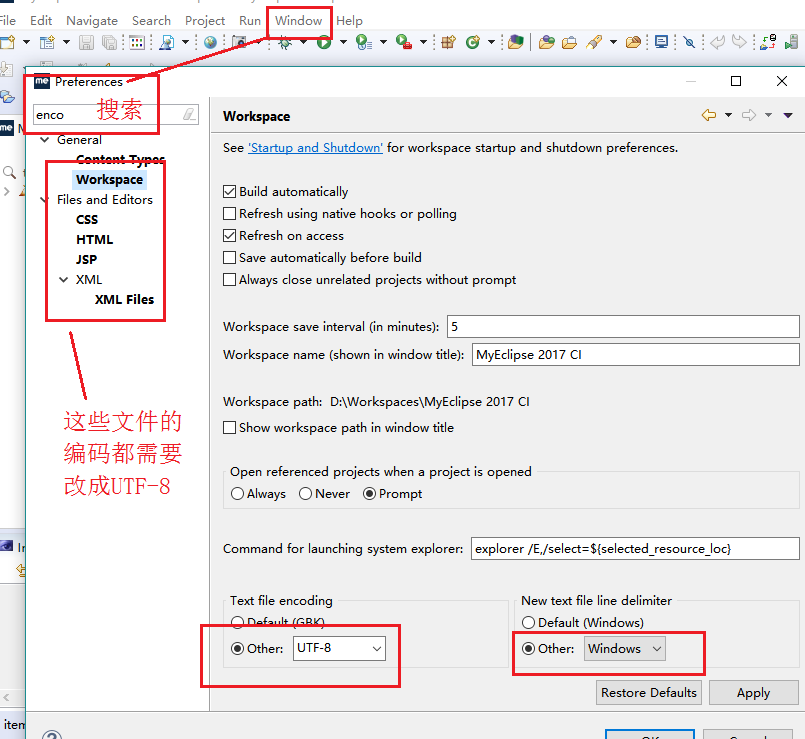 File Edit Navigate Search Project Run Window Help
me Preferences
enco 搜索
General
Content Types
Workspace
Files and Editors
CSS
HTML
JSP
XML
XML Files
这些文件的
编码都需要
改成UTF-8
Workspace
See 'Startup and Shutdown' for workspace startup and shutdown preferences.
Build automatically
Refresh using native hooks or polling
Refresh on access
Save automatically before build
Always close unrelated projects without prompt
Workspace save interval (in minutes): 5
Workspace name (shown in window title): MyEclipse 2017 CI
Workspace path: D:\Workspaces\MyEclipse 2017 CI
Show workspace path in window title
Open referenced projects when a project is opened
Always Never Prompt
Command for launching system explorer: explorer /E,/select=${selected_resource_loc}
Text file encoding
Default (GBK)
Other: UTF-8
New text file line delimiter
Default (Windows)
Other: Windows
Restore Defaults Apply
me
item